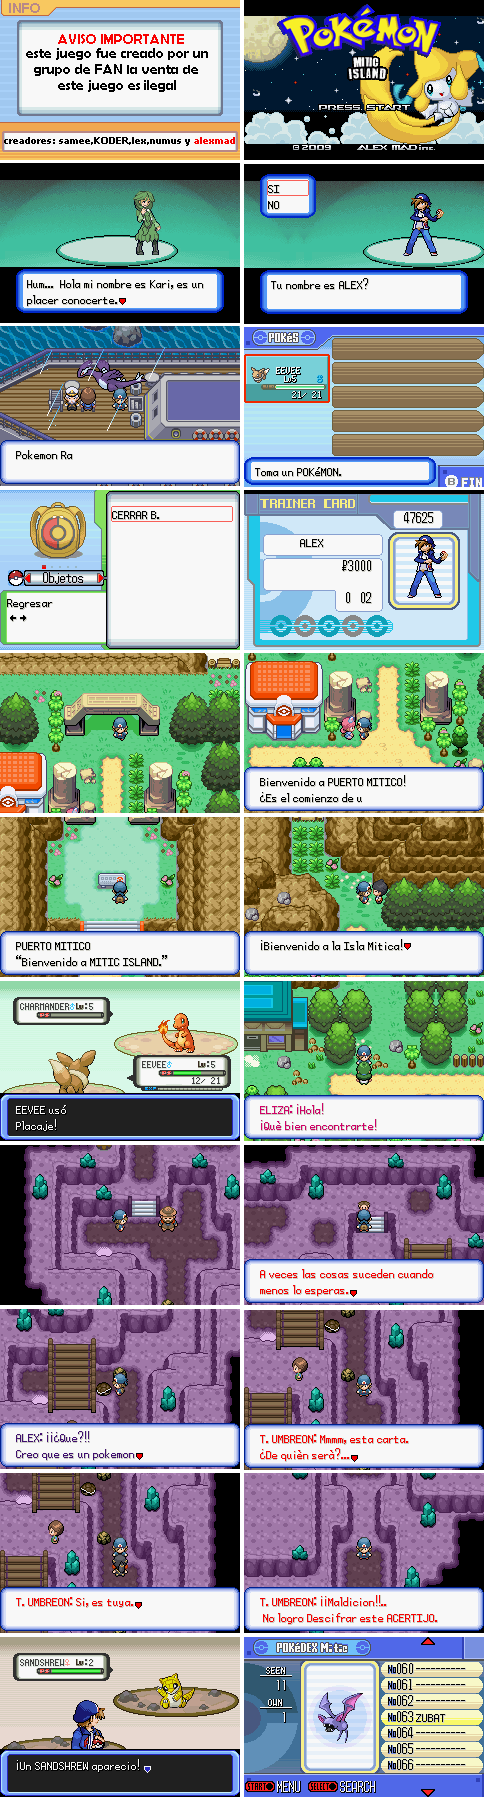 INFO
AVISO IMPORTANTE
este juego fue creado por un
grupo de FAN la venta de
este juego es ilegal
creadores: samee,KODER,lex,numus y alexmad
POKéMON
MITIC
ISLAND
PRESS START
©2009 ALEX MAD inc.
Hum... Hola mi nombre es Kari, es un
placer conocerte.
SI
NO
Tu nombre es ALEX?
Pokemon Ra
POKéS
EEVEE
Lv5 ♂
21/ 21
Toma un POKéMON.
B FIN
CERRAR B.
Objetos
Regresar
TRAINER CARD
47625
ALEX
₽3000
0 02
Bienvenido a PUERTO MITICO!
¿Es el comienzo de u
PUERTO MITICO
“Bienvenido a MITIC ISLAND.”
¡Bienvenido a la Isla Mitica!
CHARMANDER♂ Lv:5
EEVEE♂ Lv:5
12/ 21
EEVEE usó
Placaje!
ELIZA: ¡Hola!
¡Què bien encontrarte!
A veces las cosas suceden cuando
menos lo esperas.
ALEX: ¡¡¿Que?!!
Creo que es un pokemon
T. UMBREON: Mmmm, esta carta.
¿De quièn serà?...
T. UMBREON: Si, es tuya.
T. UMBREON: ¡¡Maldicion!!..
No logro Descifrar este ACERTIJO.
SANDSHREW♀ Lv:2
¡Un SANDSHREW aparecio!
POKéDEX Mitic
SEEN
11
OWN
1
No060 ----------
No061 ----------
No062 ----------
No063 ZUBAT
No064 ----------
No065 ----------
No066 ----------
START MENU SELECT SEARCH